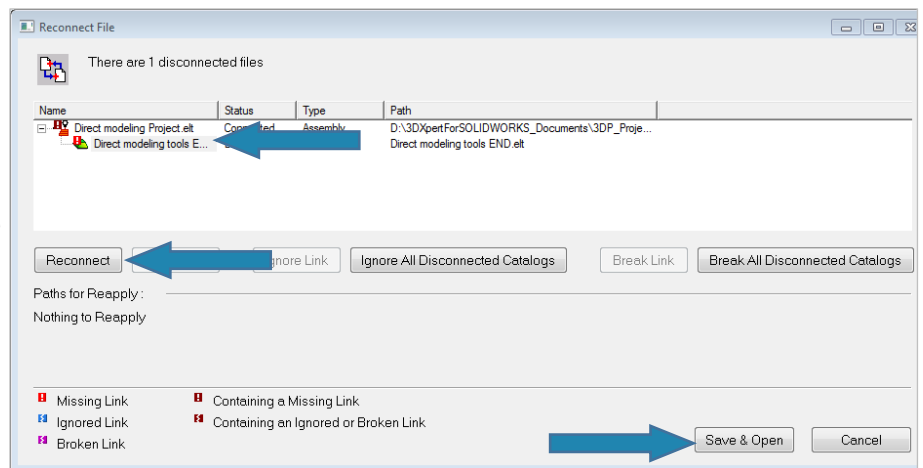 Reconnect File
There are 1 disconnected files
Name Status Type Path
Direct modeling Project.elt Connected Assembly D:\3DXpertForSOLIDWORKS_Documents\3DP_Proje...
Direct modeling tools E... Direct modeling tools END.elt
Reconnect Link Ignore All Disconnected Catalogs Break Link Break All Disconnected Catalogs
Paths for Reapply :
Nothing to Reapply
Missing Link Containing a Missing Link
Ignored Link Containing an Ignored or Broken Link
Broken Link
Save & Open Cancel